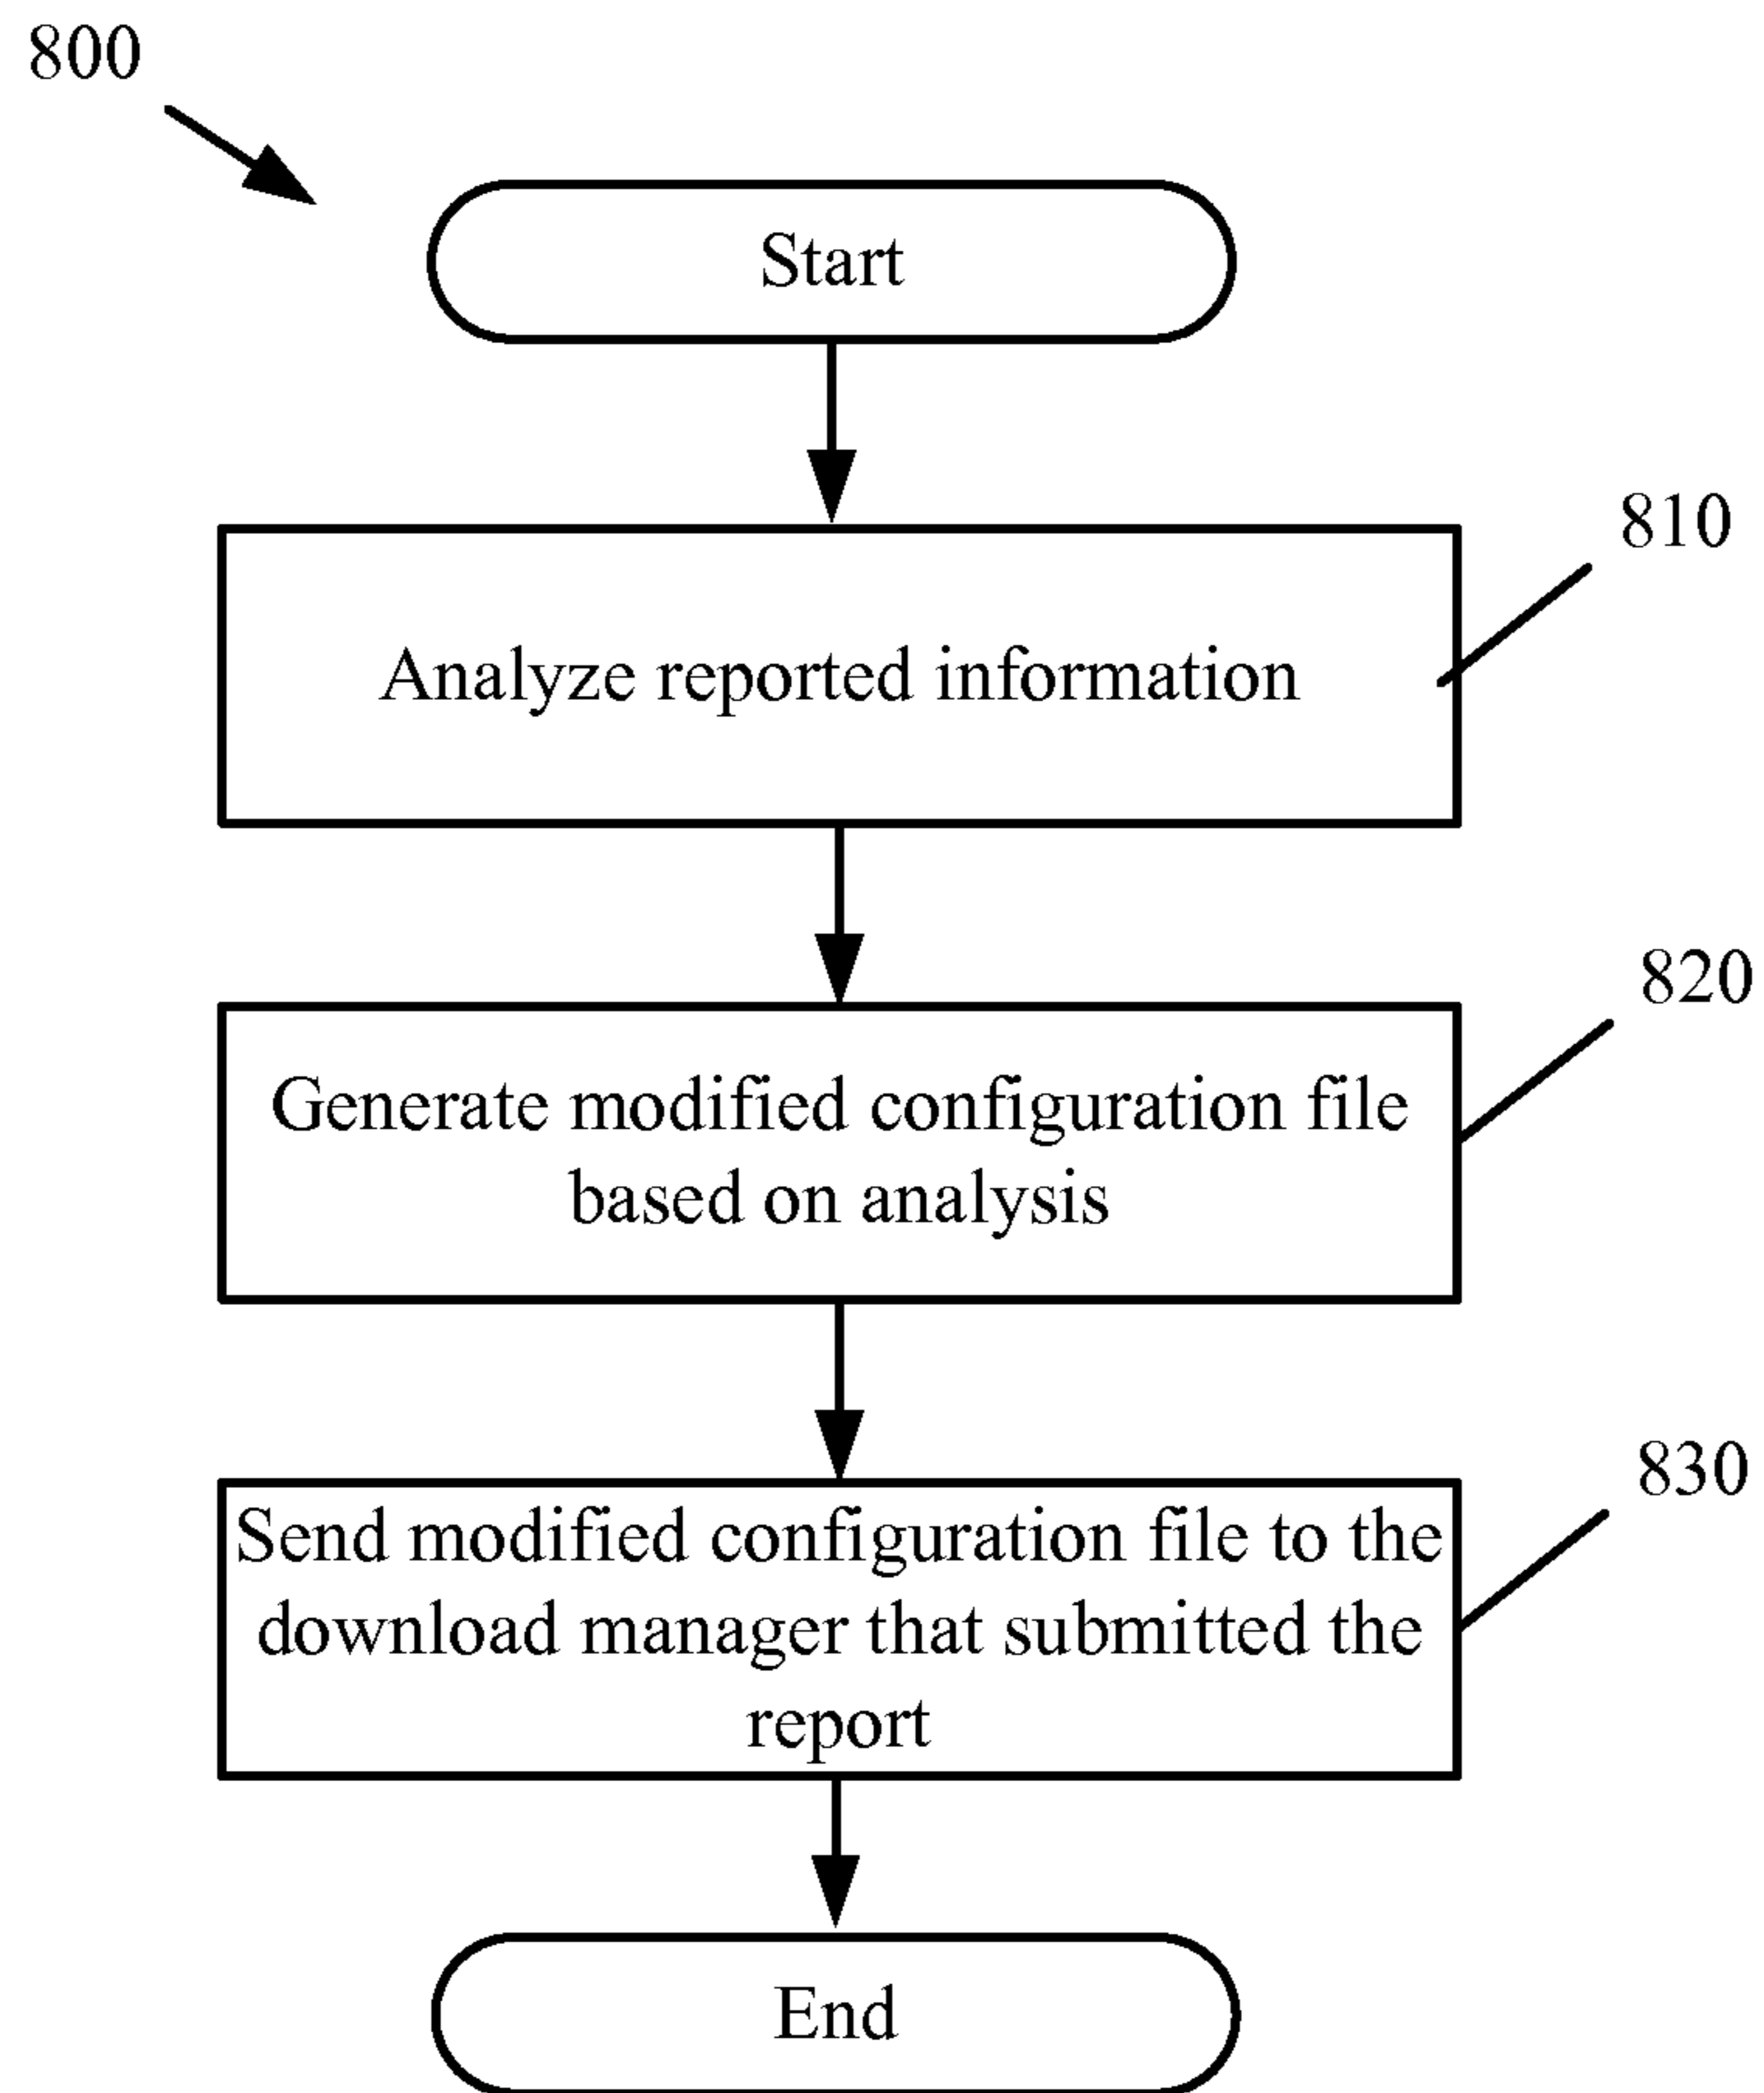 800
Start
810
Analyze reported information
820
Generate modified configuration file
based on analysis
830
Send modified configuration file to the
download manager that submitted the
report
End